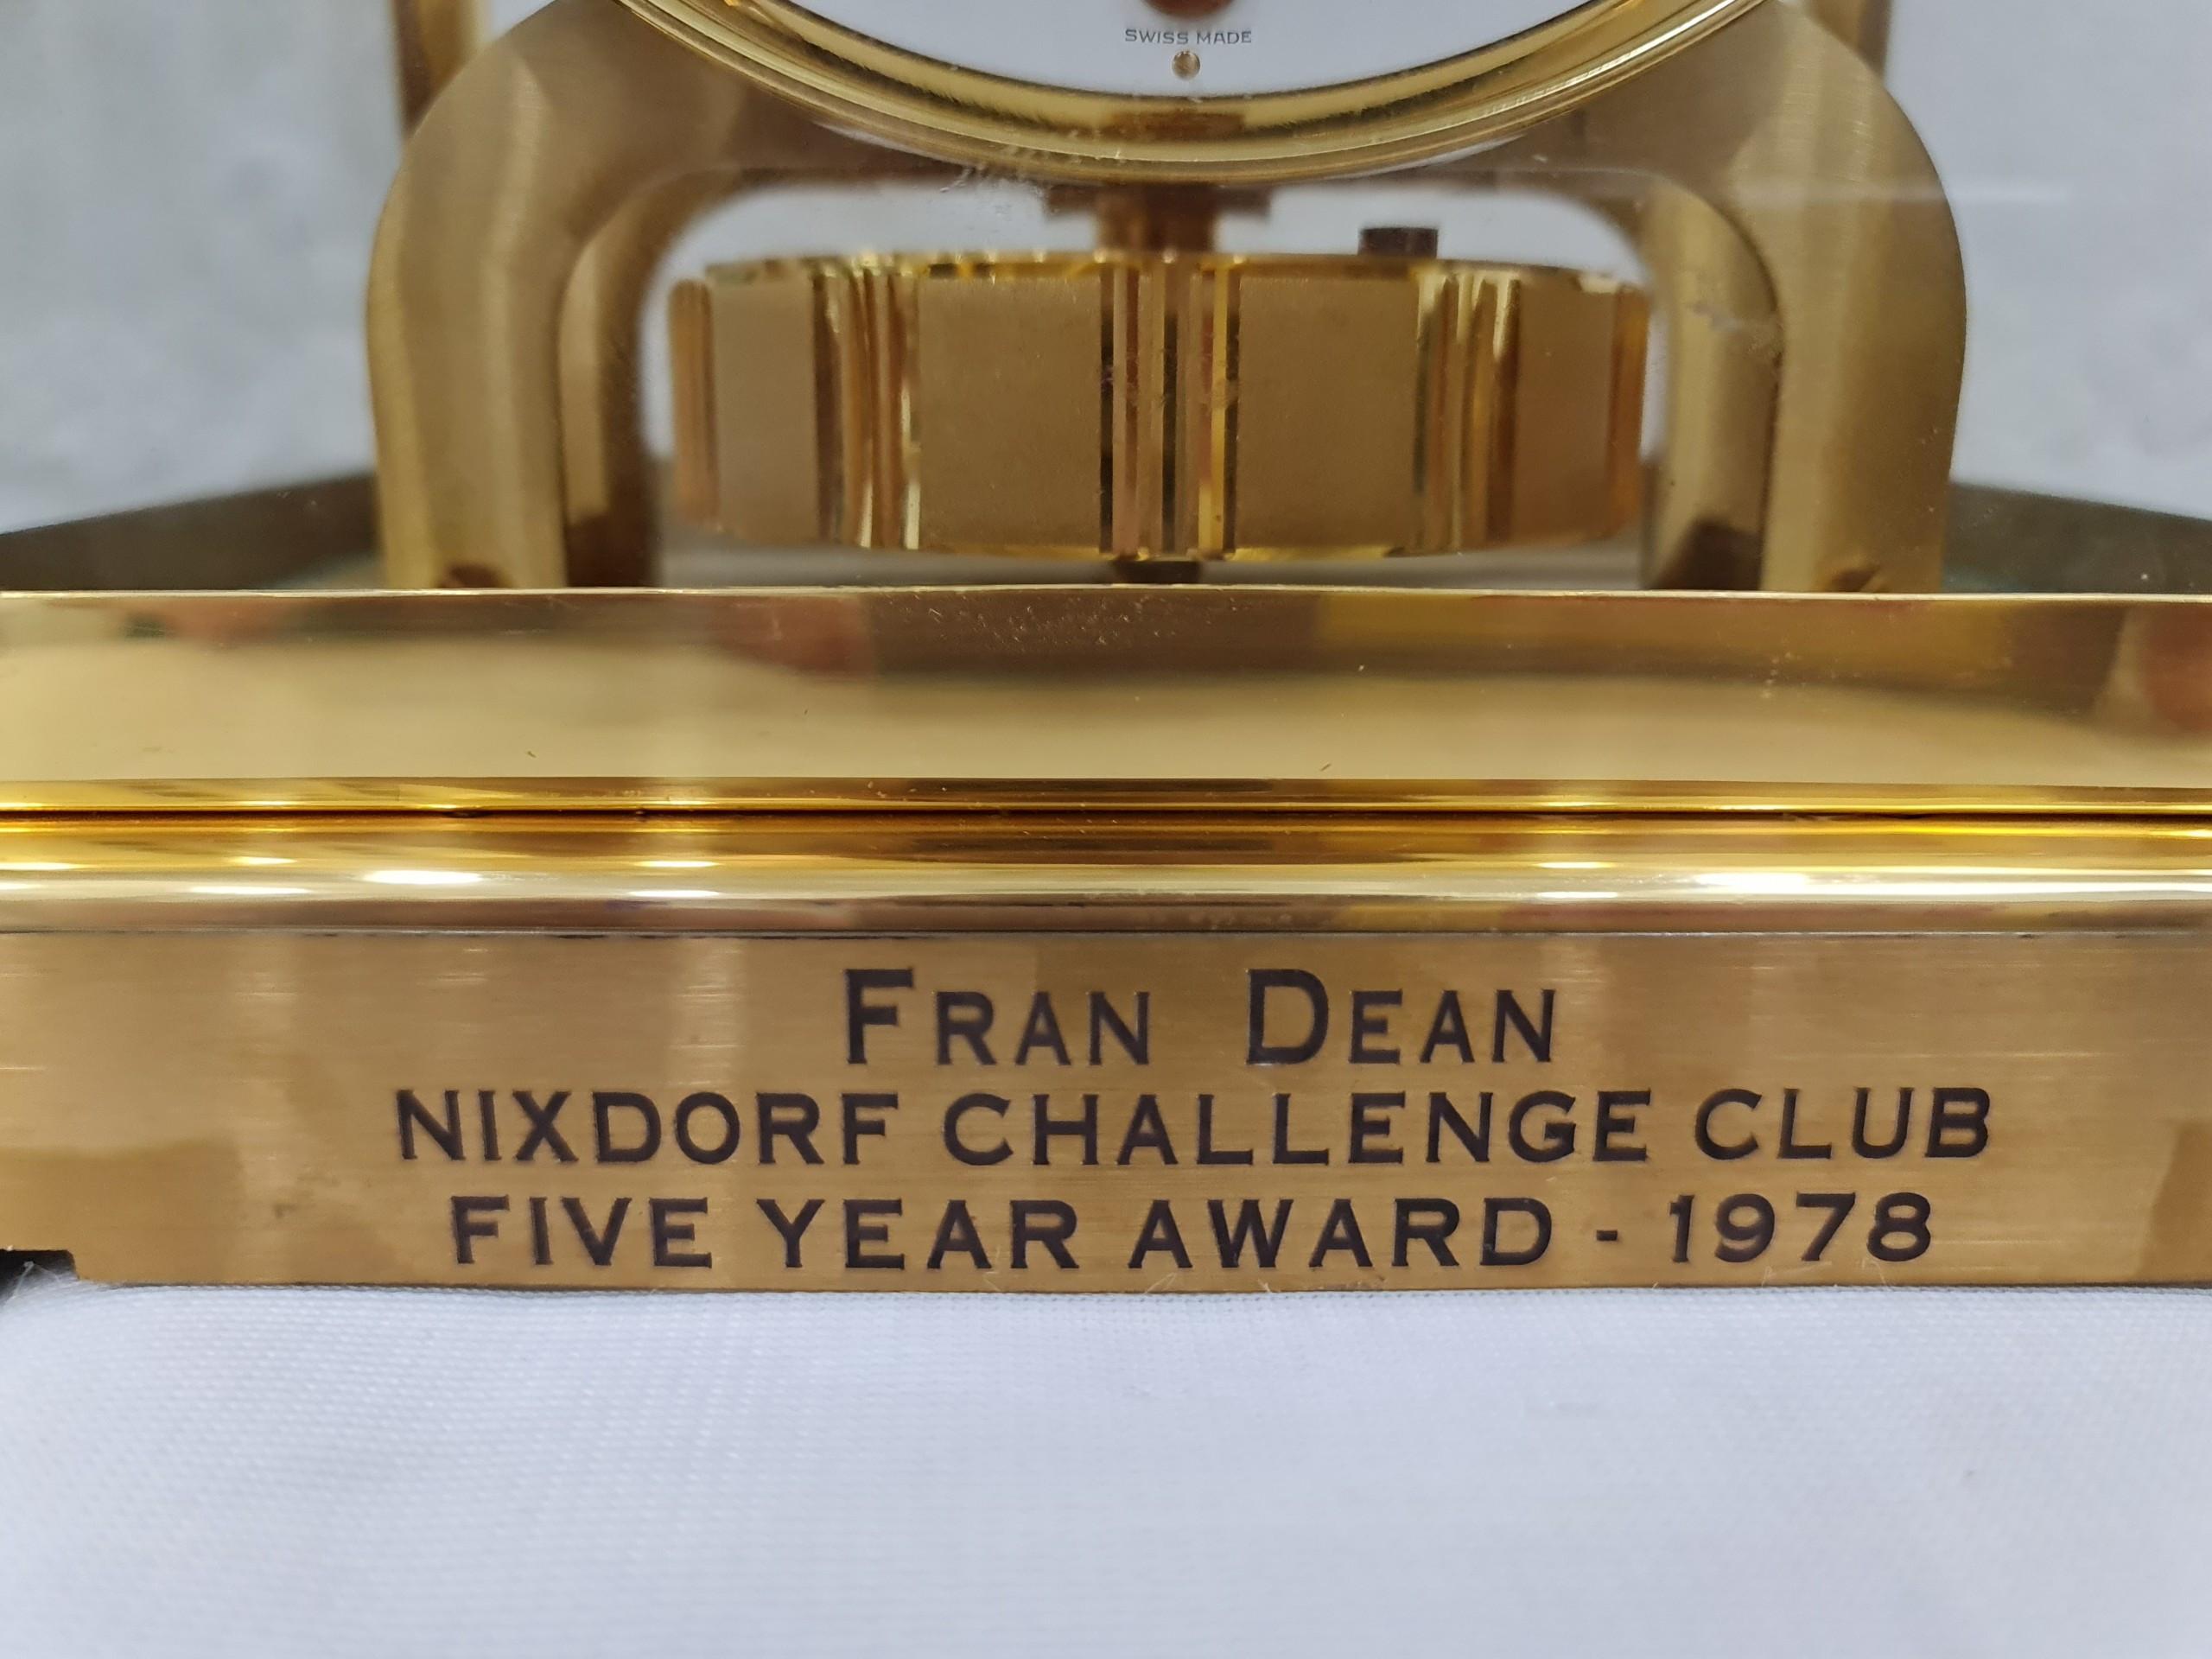 SWISS MADE
FRAN DEAN
NIXDORF CHALLENGE CLUB
FIVE YEAR AWARD - 1978